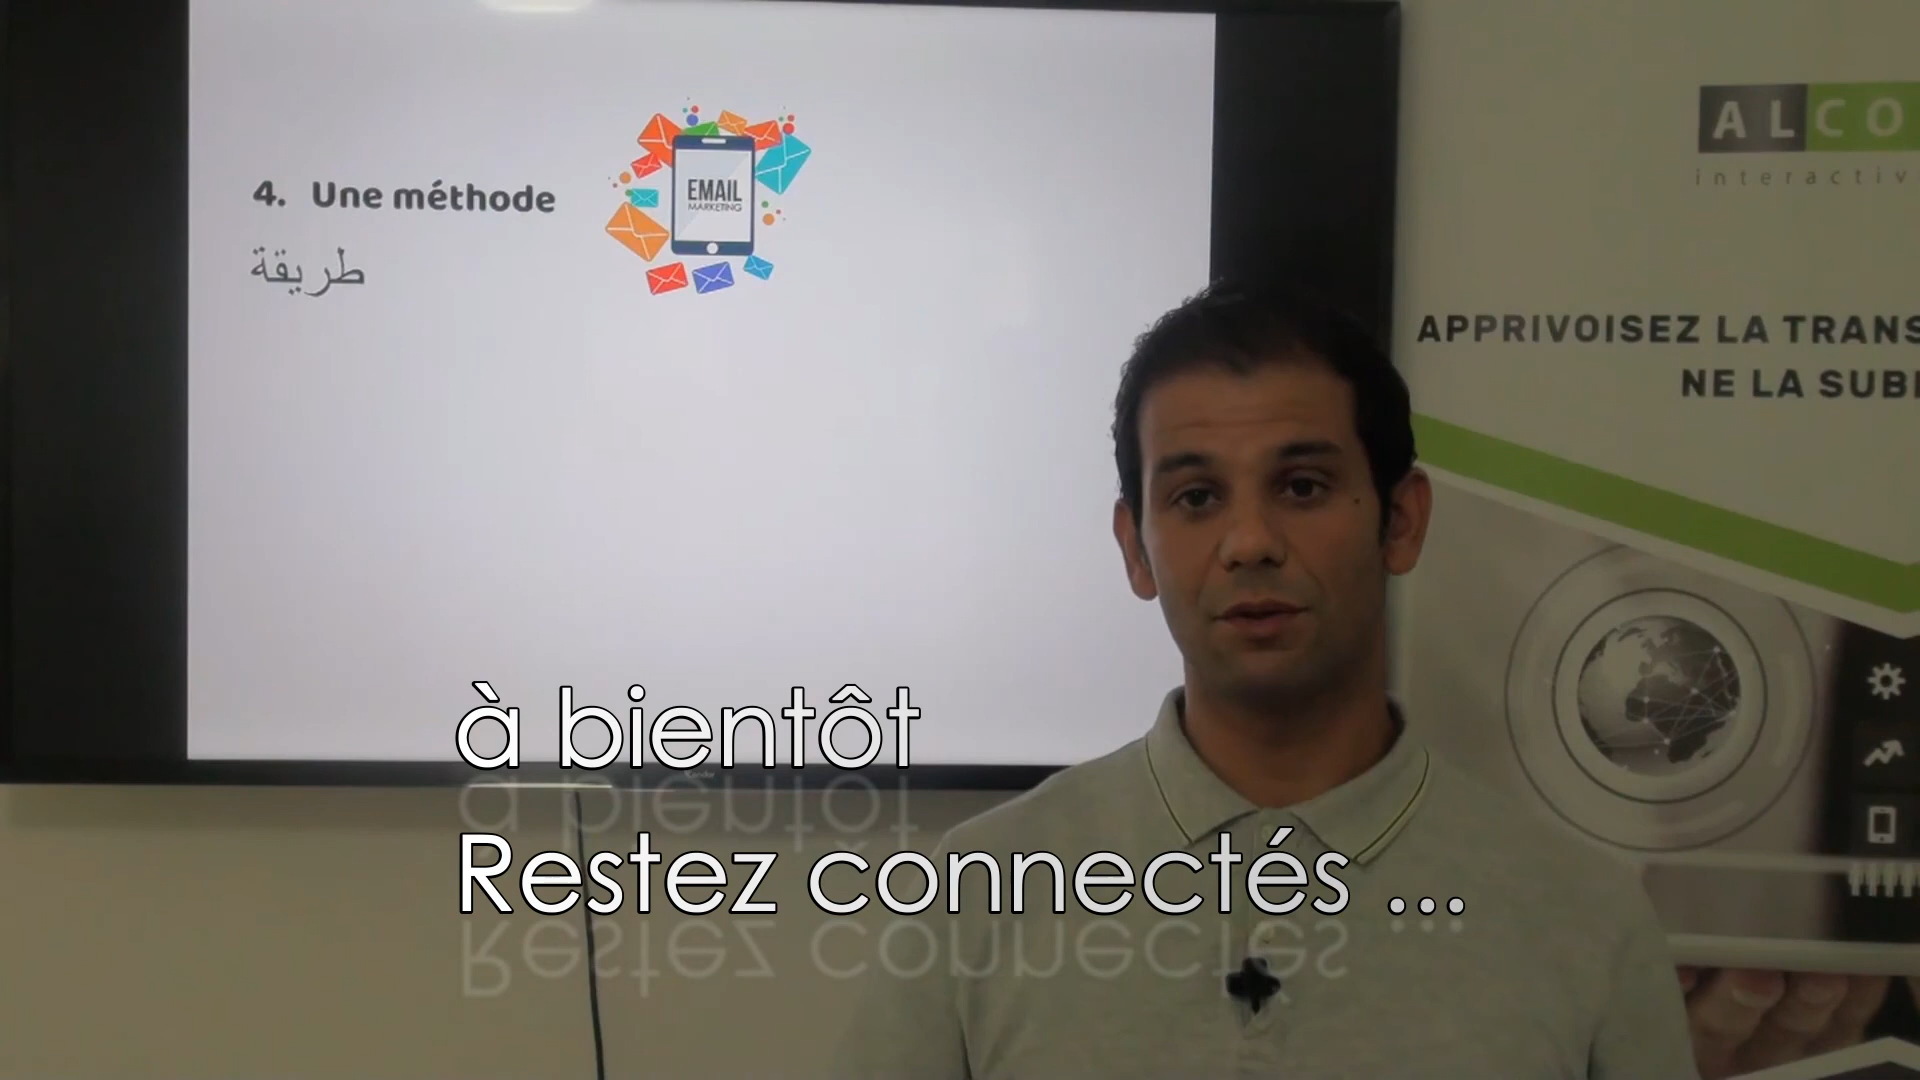 4. Une méthode
طريقة
EMAIL
MARKETING
ALCO
interactiv
APPRIVOISEZ LA TRANS
NE LA SUB
à bientôt
Restez connectés ...